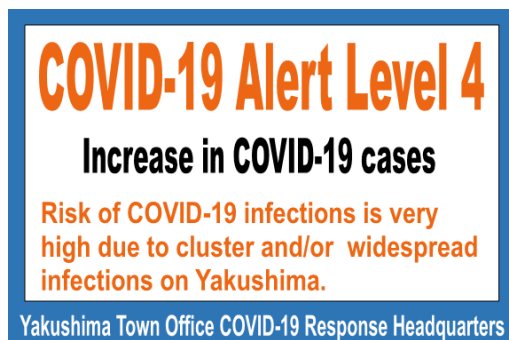 COVID-19 Alert Level 4
Increase in COVID-19 cases
Risk of COVID-19 infections is very
high due to cluster and/or widespread
infections on Yakushima.
Yakushima Town Office COVID-19 Response Headquarters